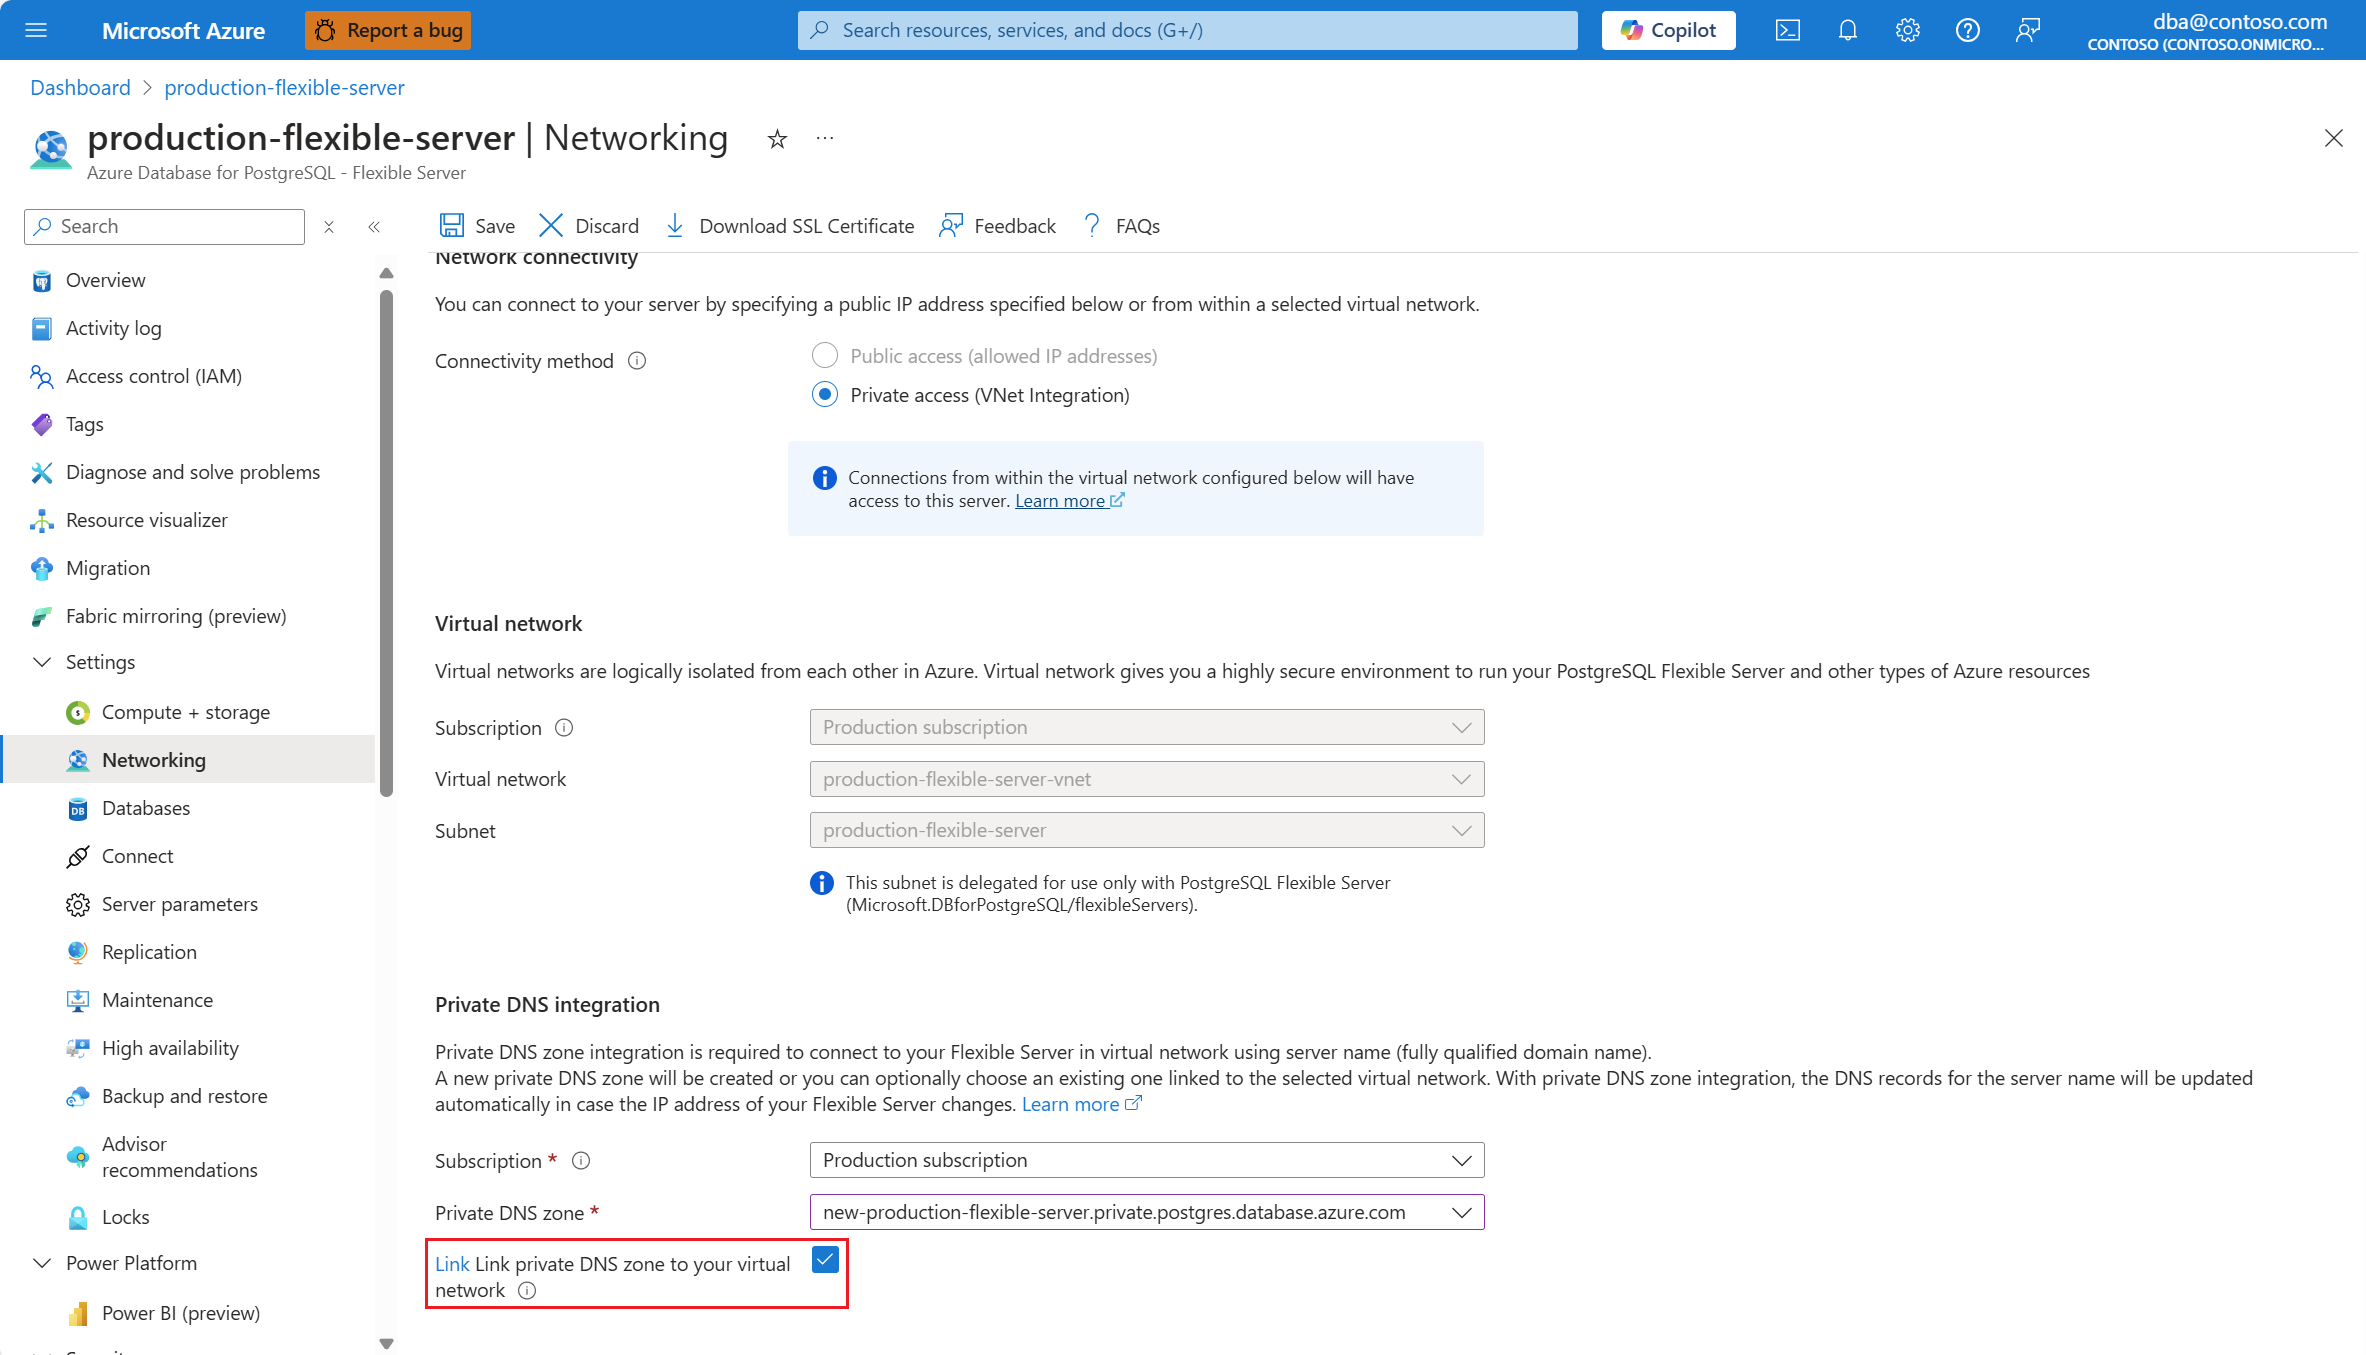 Microsoft Azure
Report a bug
Search resources, services, and docs (G+/)
Copilot
dba@contoso.com
CONTOSO (CONTOSO.ONMICRO...
Dashboard > production-flexible-server
production-flexible-server | Networking
Azure Database for PostgreSQL - Flexible Server
Search
Save
Discard
Download SSL Certificate
Feedback
FAQs
Overview
Activity log
Access control (IAM)
Tags
Diagnose and solve problems
Resource visualizer
Migration
Fabric mirroring (preview)
Settings
Compute + storage
Networking
Databases
Connect
Server parameters
Replication
Maintenance
High availability
Backup and restore
Advisor
recommendations
Locks
Power Platform
Power BI (preview)
Network connectivity
You can connect to your server by specifying a public IP address specified below or from within a selected virtual network.
Connectivity method
Public access (allowed IP addresses)
Private access (VNet Integration)
Connections from within the virtual network configured below will have
access to this server. Learn more
Virtual network
Virtual networks are logically isolated from each other in Azure. Virtual network gives you a highly secure environment to run your PostgreSQL Flexible Server and other types of Azure resources
Subscription
Production subscription
Virtual network
production-flexible-server-vnet
Subnet
production-flexible-server
This subnet is delegated for use only with PostgreSQL Flexible Server
(Microsoft.DBforPostgreSQL/flexibleServers).
Private DNS integration
Private DNS zone integration is required to connect to your Flexible Server in virtual network using server name (fully qualified domain name).
A new private DNS zone will be created or you can optionally choose an existing one linked to the selected virtual network. With private DNS zone integration, the DNS records for the server name will be updated
automatically in case the IP address of your Flexible Server changes. Learn more
Subscription *
Production subscription
Private DNS zone *
new-production-flexible-server.private.postgres.database.azure.com
Link Link private DNS zone to your virtual
network